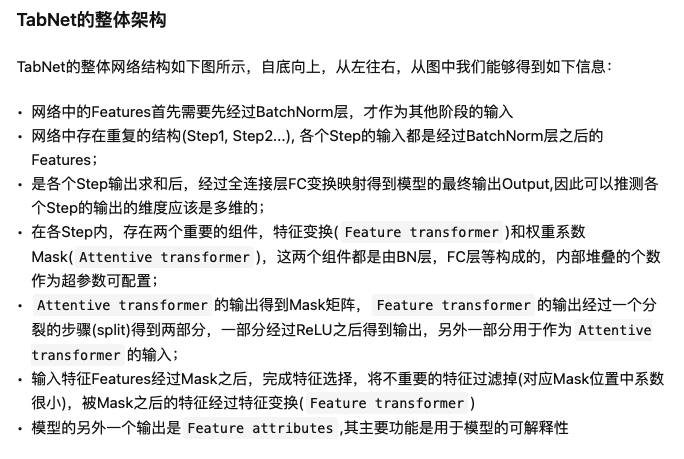 TabNet的整体架构
TabNet的整体网络结构如下图所示，自底向上，从左往右，从图中我们能够得到如下信息：
• 网络中的Features首先需要先经过BatchNorm层，才作为其他阶段的输入
• 网络中存在重复的结构(Step1, Step2...), 各个Step的输入都是经过BatchNorm层之后的
Features；
• 是各个Step输出求和后，经过全连接层FC变换映射得到模型的最终输出Output,因此可以推测各
个Step的输出的维度应该是多维的；
• 在各Step内，存在两个重要的组件，特征变换( Feature transformer )和权重系数
Mask( Attentive transformer )，这两个组件都是由BN层，FC层等构成的，内部堆叠的个数
作为超参数可配置；
• Attentive transformer 的输出得到Mask矩阵， Feature transformer 的输出经过一个分
裂的步骤(split)得到两部分，一部分经过ReLU之后得到输出，另外一部分用于作为 Attentive
transformer 的输入；
• 输入特征Features经过Mask之后，完成特征选择，将不重要的特征过滤掉(对应Mask位置中系数
很小)，被Mask之后的特征经过特征变换( Feature transformer )
• 模型的另外一个输出是 Feature attributes ,其主要功能是用于模型的可解释性